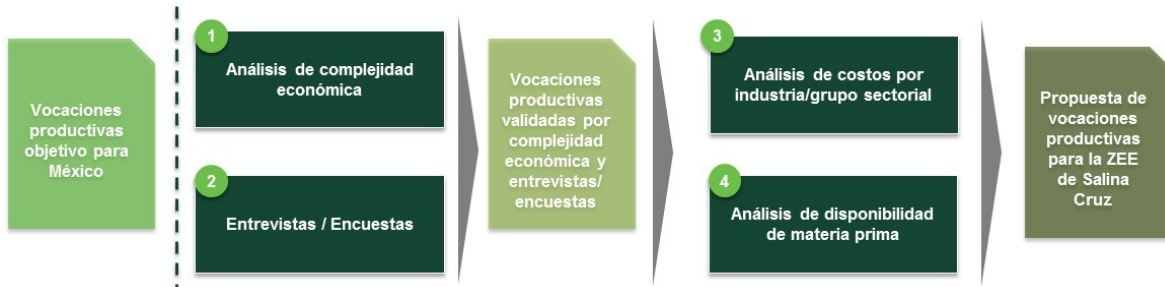 Vocaciones
productivas
objetivo para
México
1
Análisis de complejidad
económica
2
Entrevistas / Encuestas
Vocaciones
productivas
validadas por
complejidad
económica y
entrevistas/
encuestas
3
Análisis de costos por
industria/grupo sectorial
4
Análisis de disponibilidad
de materia prima
Propuesta de
vocaciones
productivas
para la ZEE
de Salina
Cruz